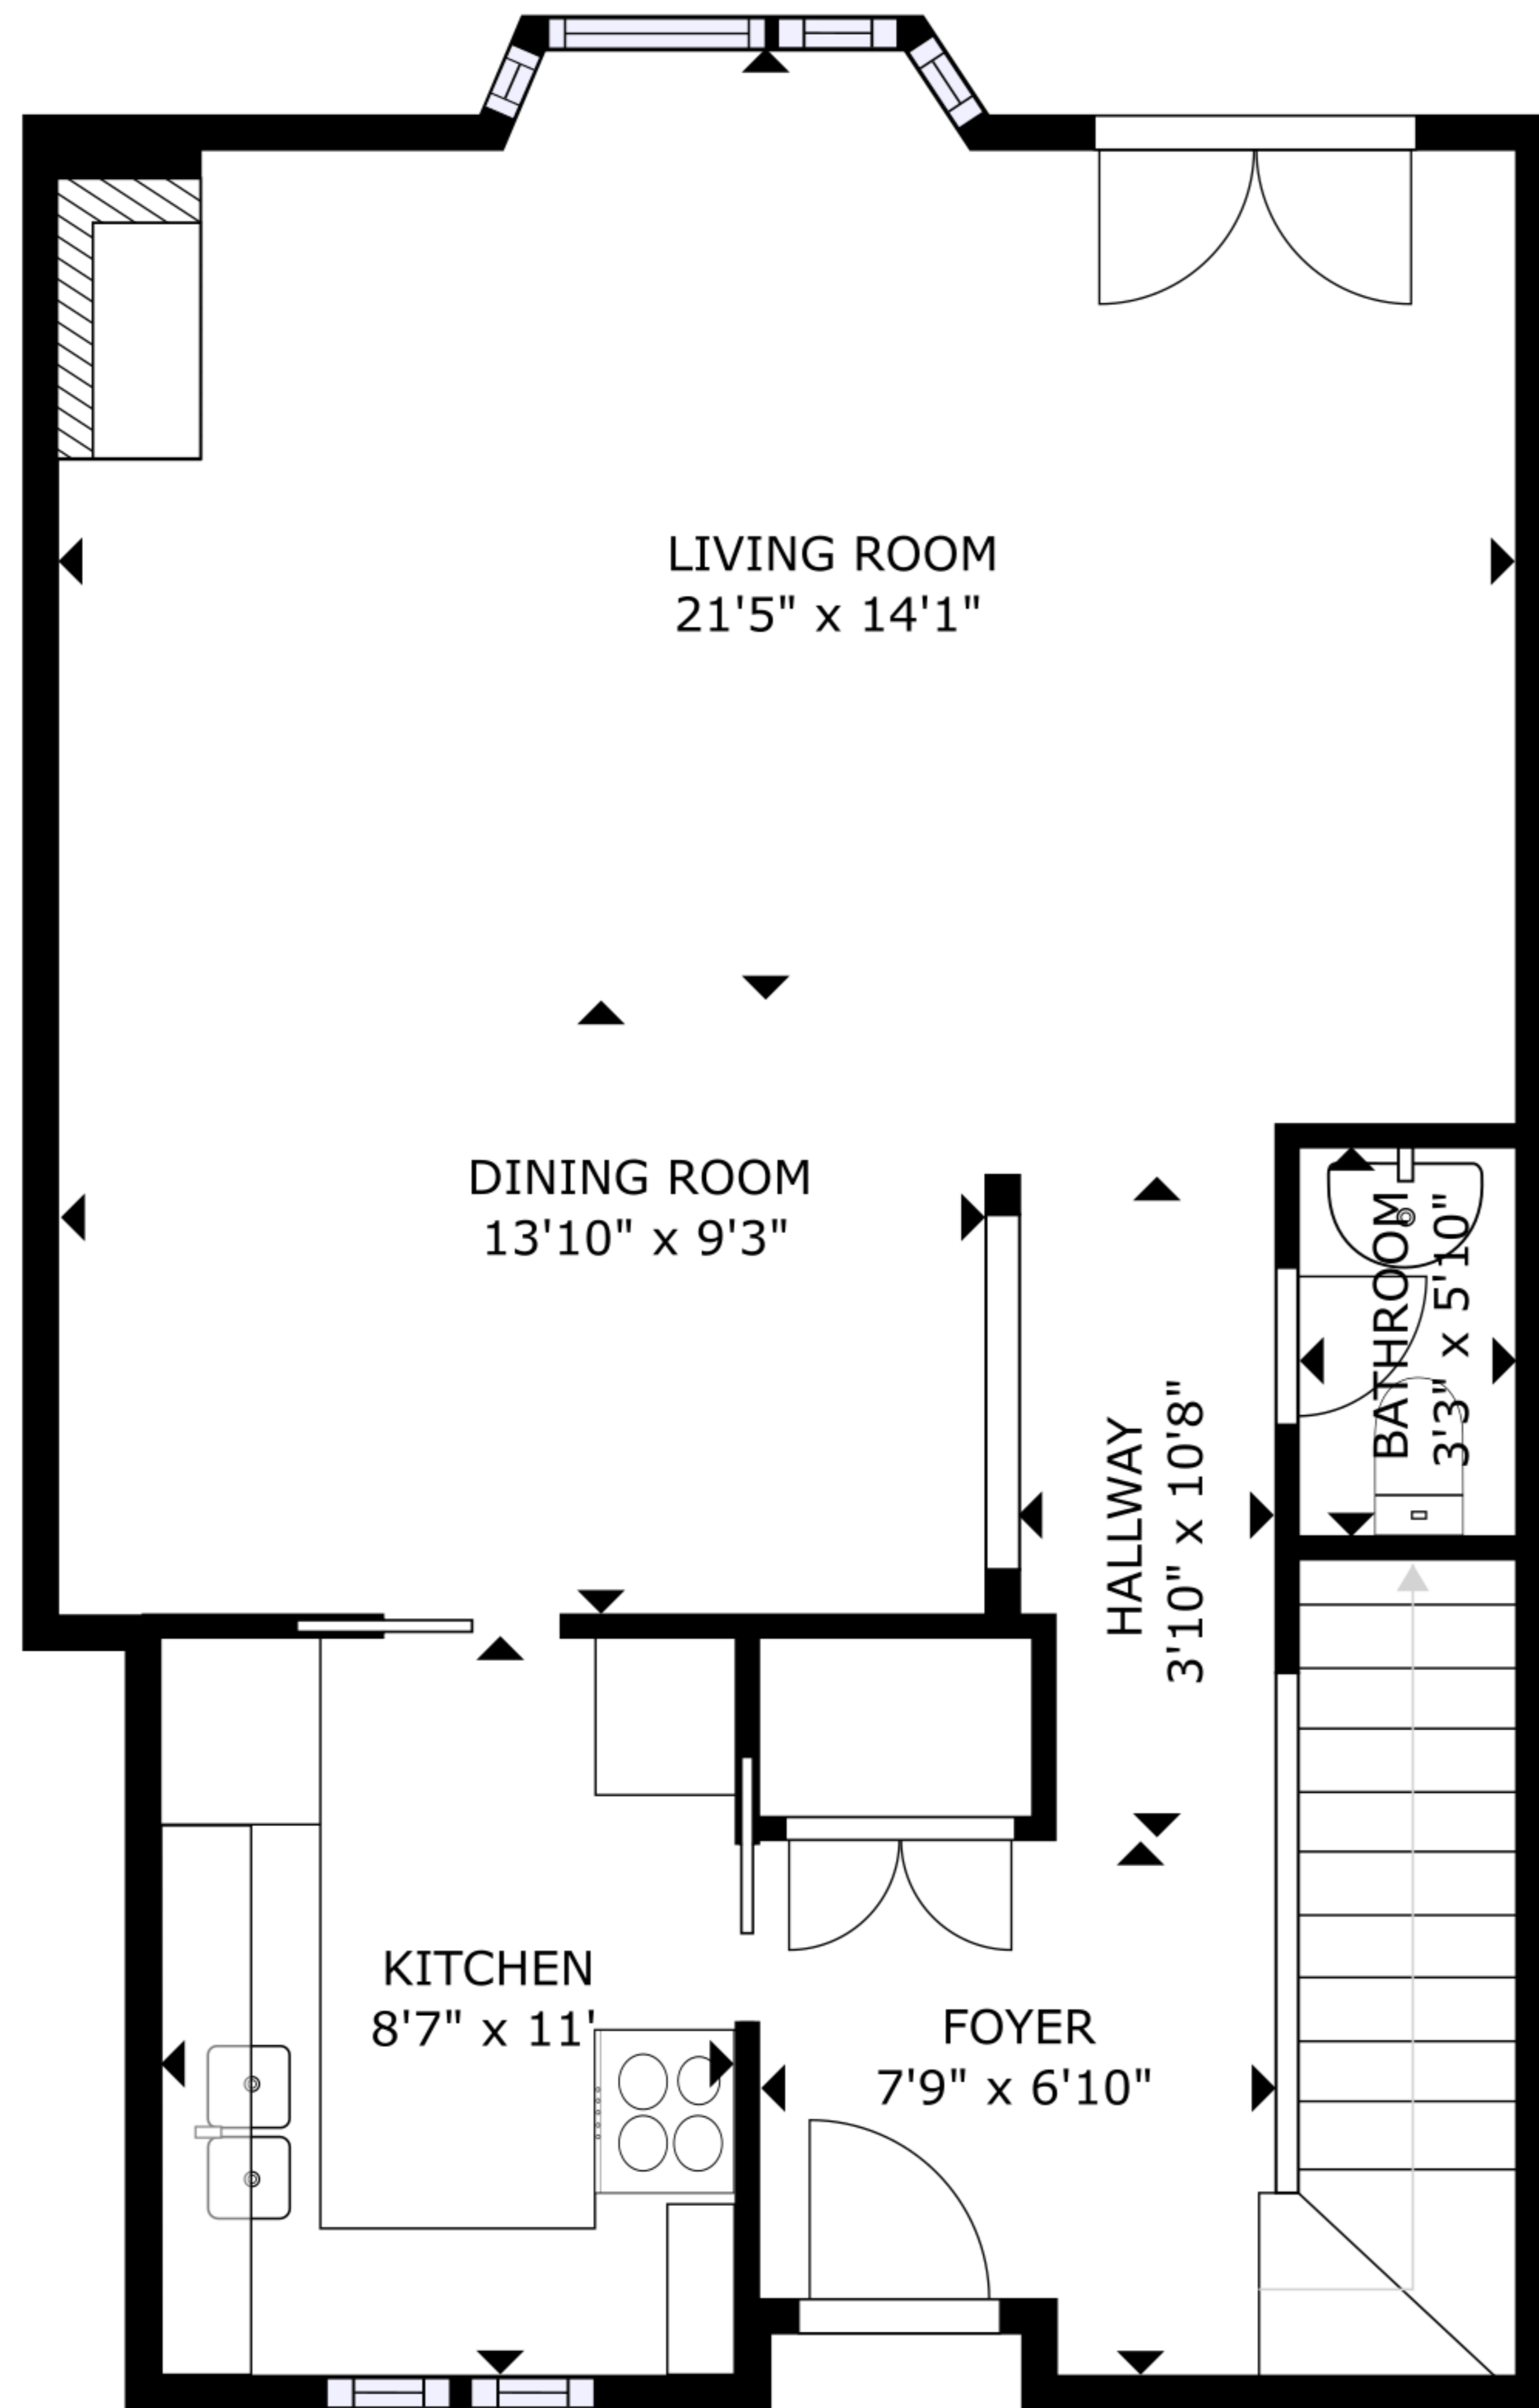 LIVING ROOM
21'5" x 14'1"
DINING ROOM
13'10" x 9'3"
BATHROOM
3'3" x 5'10"
HALLWAY
3'10" x 10'8"
KITCHEN
8'7" x 11'
FOYER
7'9" x 6'10"